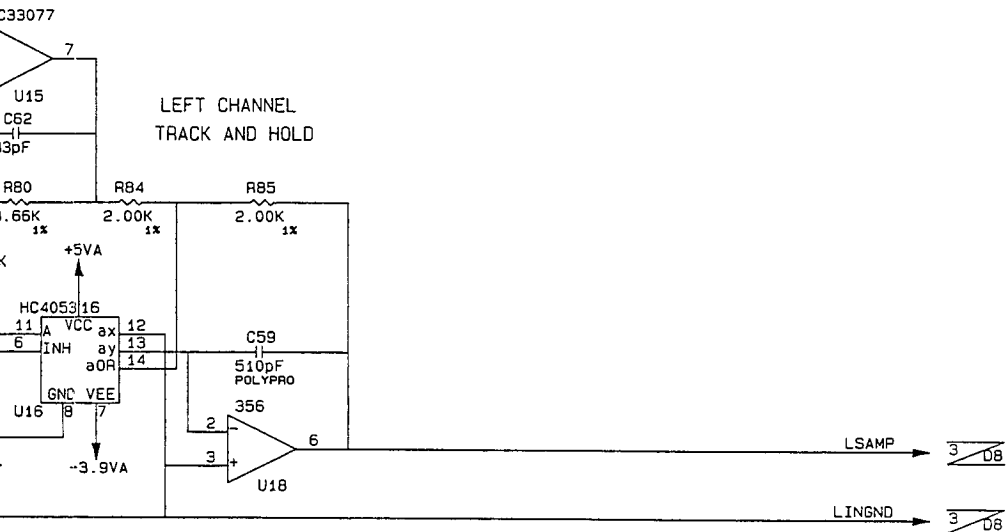 C33077
7
U15
C62
3pF
LEFT CHANNEL
TRACK AND HOLD
R80
.66K
1%
R84
2.00K
1%
R85
2.00K
1%
+5VA
K
HC4053
16
11
A
VCC
ax
12
6
INH
ay
13
aOR
14
GND
VEE
U16
8
7
-3.9VA
C59
510pF
POLYPRO
356
2
-
3
+
6
U18
LSAMP
3
D8
LINGND
3
D8